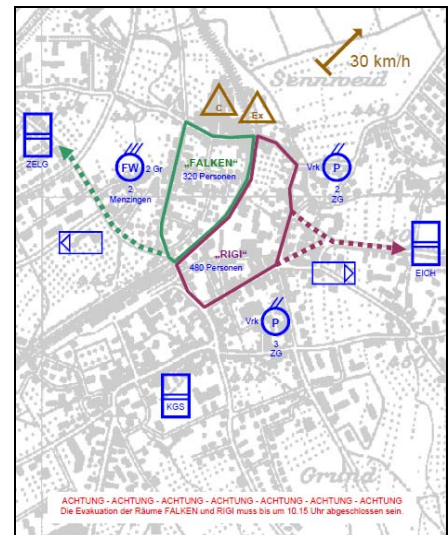 30 km/h
Sennweid
C
Ex
ZELG
FW
2 Gr
2
Menzingen
„FALKEN“
320 Personen
Vrk
P
2
ZG
„RIGI“
480 Personen
EICH
Vrk
P
3
ZG
KGS
Grund
ACHTUNG - ACHTUNG - ACHTUNG - ACHTUNG - ACHTUNG - ACHTUNG - ACHTUNG
Die Evakuation der Räume FALKEN und RIGI muss bis um 10.15 Uhr abgeschlossen sein.